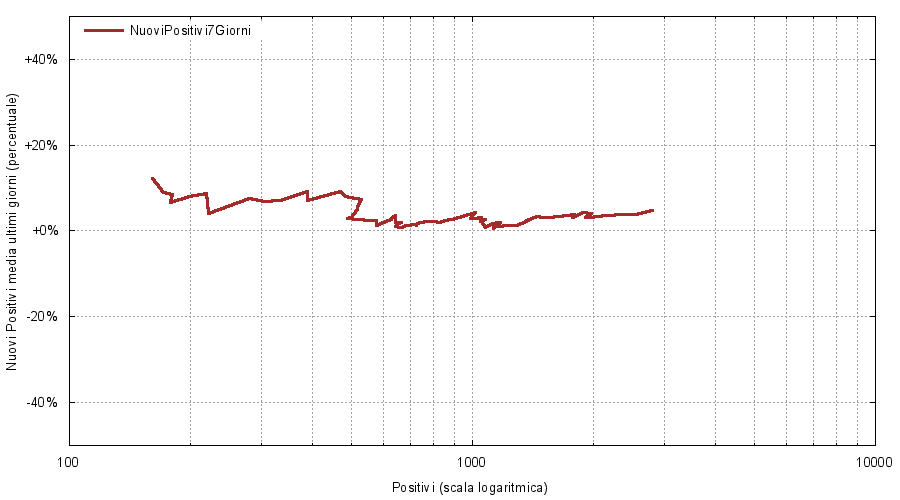 NuoviPositivi7Giorni
+40%
+20%
+0%
-20%
-40%
Nuovi Positivi media ultimi giorni (percentuale)
100
1000
10000
Positivi (scala logaritmica)